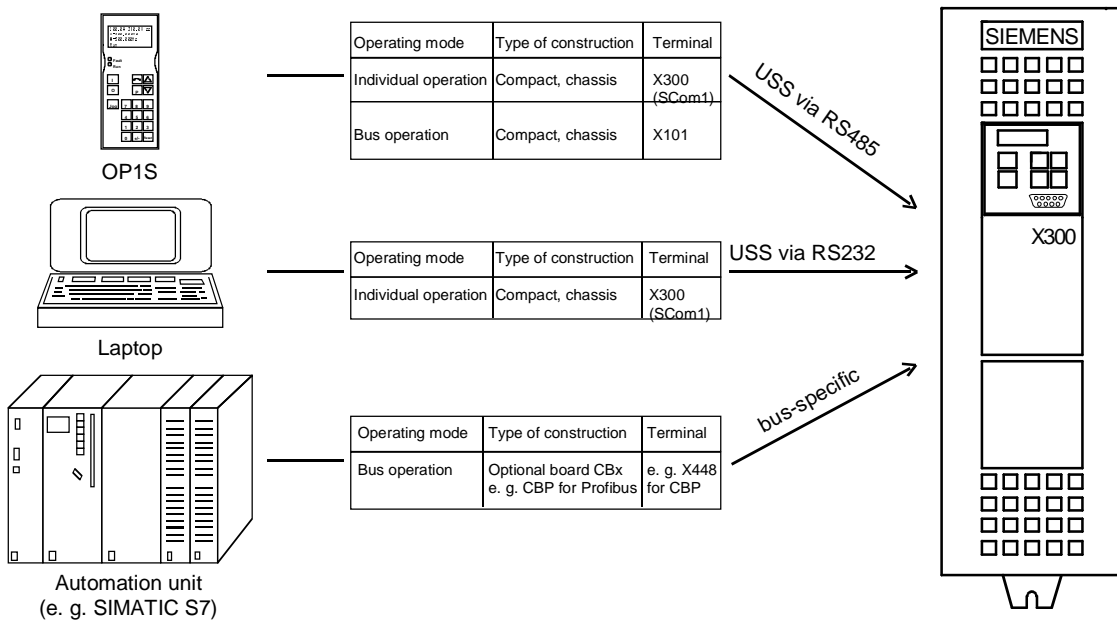 Fault
Run
OP1S
Operating mode Type of construction Terminal
Individual operation Compact, chassis X300
(SCom1)
Bus operation Compact, chassis X101
USS via RS485
Laptop
Operating mode Type of construction Terminal
Individual operation Compact, chassis X300
(SCom1)
USS via RS232
Automation unit
(e. g. SIMATIC S7)
Operating mode Type of construction Terminal
Bus operation Optional board CBx e. g. X448
e. g. CBP for Profibus for CBP
bus-specific
SIEMENS
X300